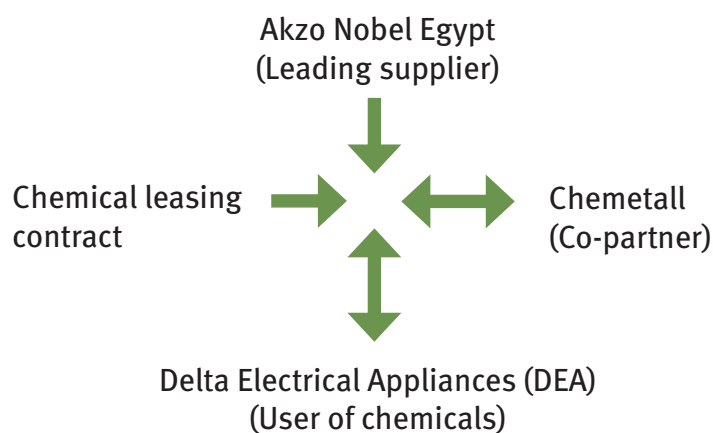 Akzo Nobel Egypt
(Leading supplier)
Chemical leasing
contract
Chemetall
(Co-partner)
Delta Electrical Appliances (DEA)
(User of chemicals)